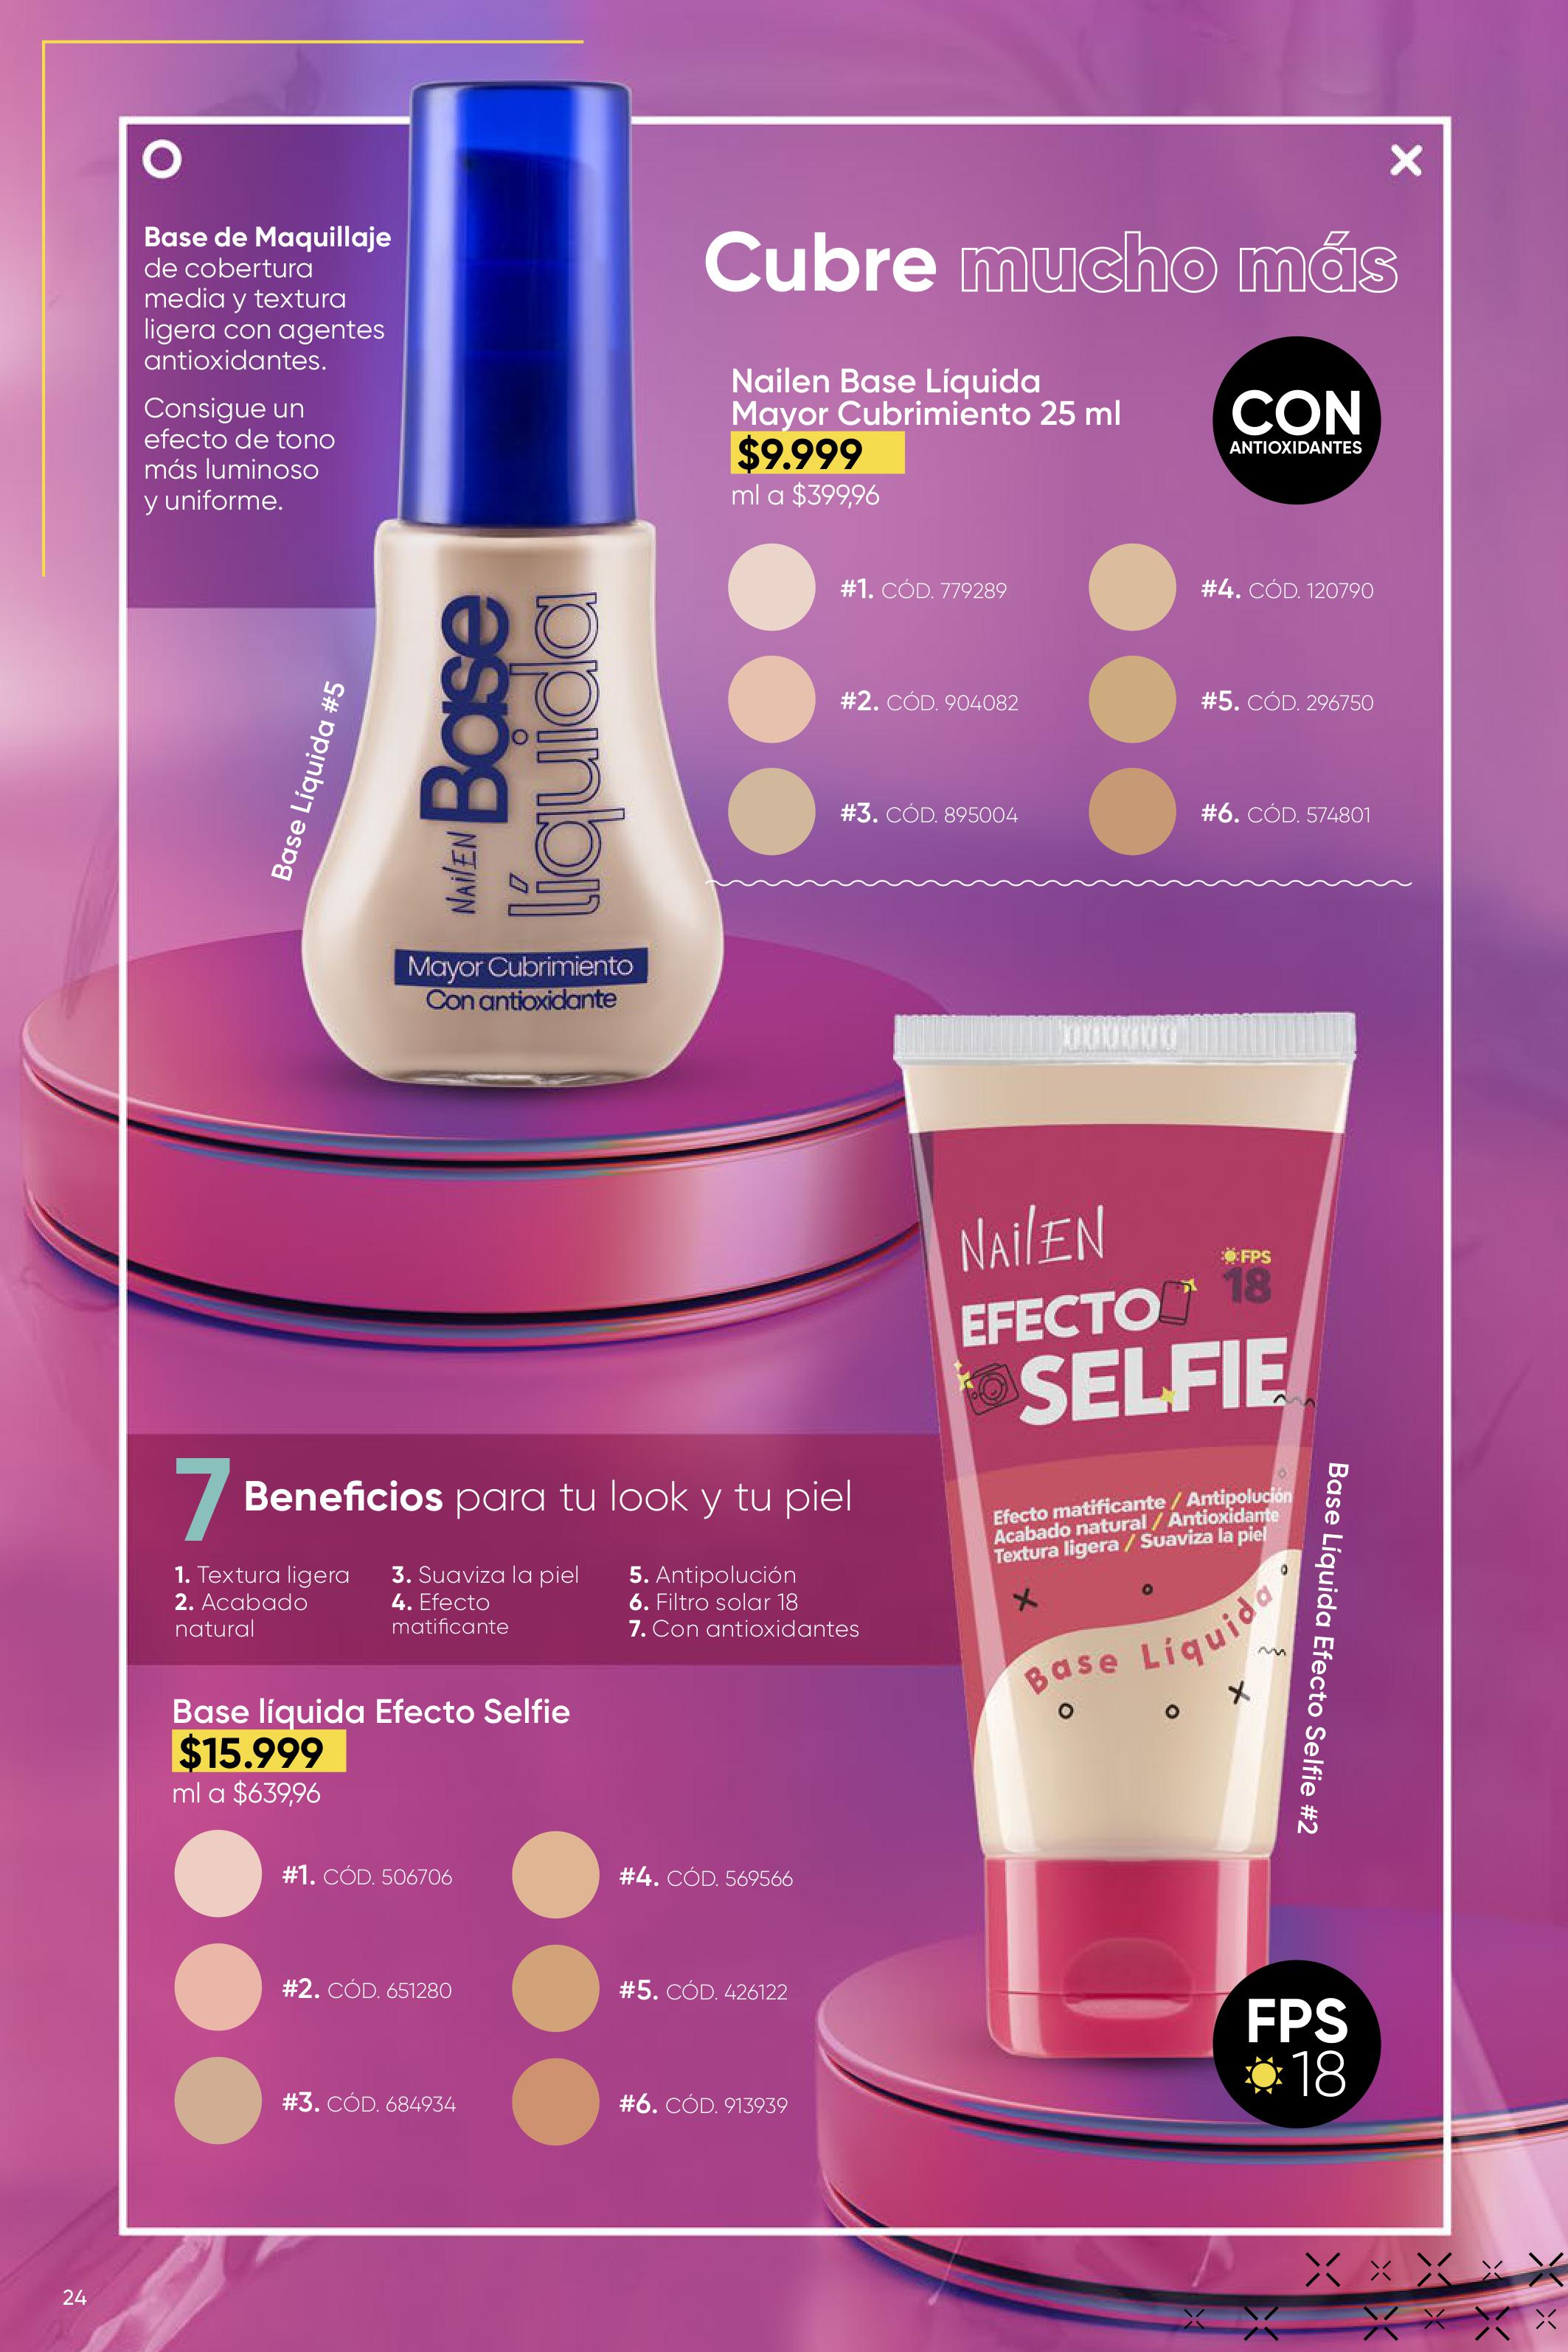 Base de Maquillaje
de cobertura
media y textura
ligera con agentes
antioxidantes.
Consigue un
efecto de tono
más luminoso
y uniforme.
Cubre mucho más
Nailen Base Líquida
Mayor Cubrimiento 25 ml
$9.999
ml a $399,96
CON
ANTIOXIDANTES
#1. CÓD. 779289
#4. CÓD. 120790
#2. CÓD. 904082
#5. CÓD. 296750
#3. CÓD. 895004
#6. CÓD. 574801
Base Líquida #5
NAilEN Base
líquida
Mayor Cubrimiento
Con antioxidante
NAilEN
FPS
18
EFECTO
SELFIE
Efecto matificante / Antipolución
Acabado natural / Antioxidante
Textura ligera / Suaviza la piel
Base Líquida
Base Líquida Efecto Selfie #2
7 Beneficios para tu look y tu piel
1. Textura ligera
2. Acabado
natural
3. Suaviza la piel
4. Efecto
matificante
5. Antipolución
6. Filtro solar 18
7. Con antioxidantes
Base líquida Efecto Selfie
$15.999
ml a $639,96
#1. CÓD. 506706
#4. CÓD. 569566
#2. CÓD. 651280
#5. CÓD. 426122
#3. CÓD. 684934
#6. CÓD. 913939
FPS
18
24